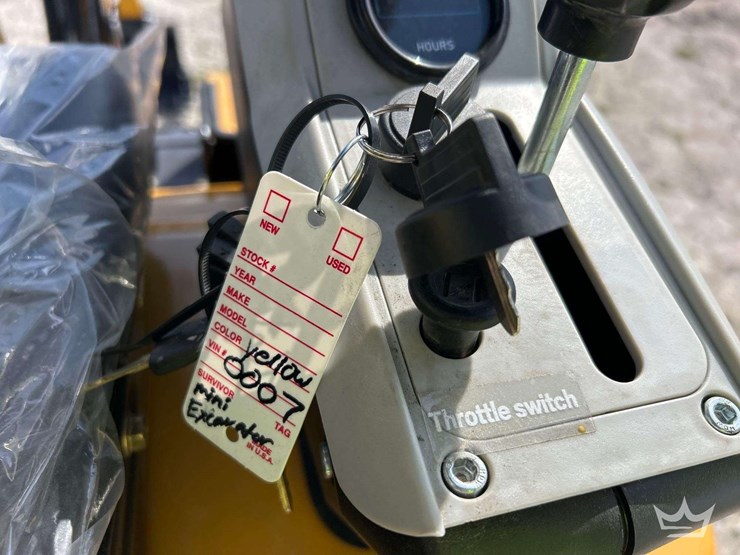 HOURS
NEW
USED
STOCK #
YEAR
MAKE
MODEL
COLOR yellow
VIN # 0007
SURVIVOR TAG
mini
Excavator
MADE
IN U.S.A.
Throttle switch